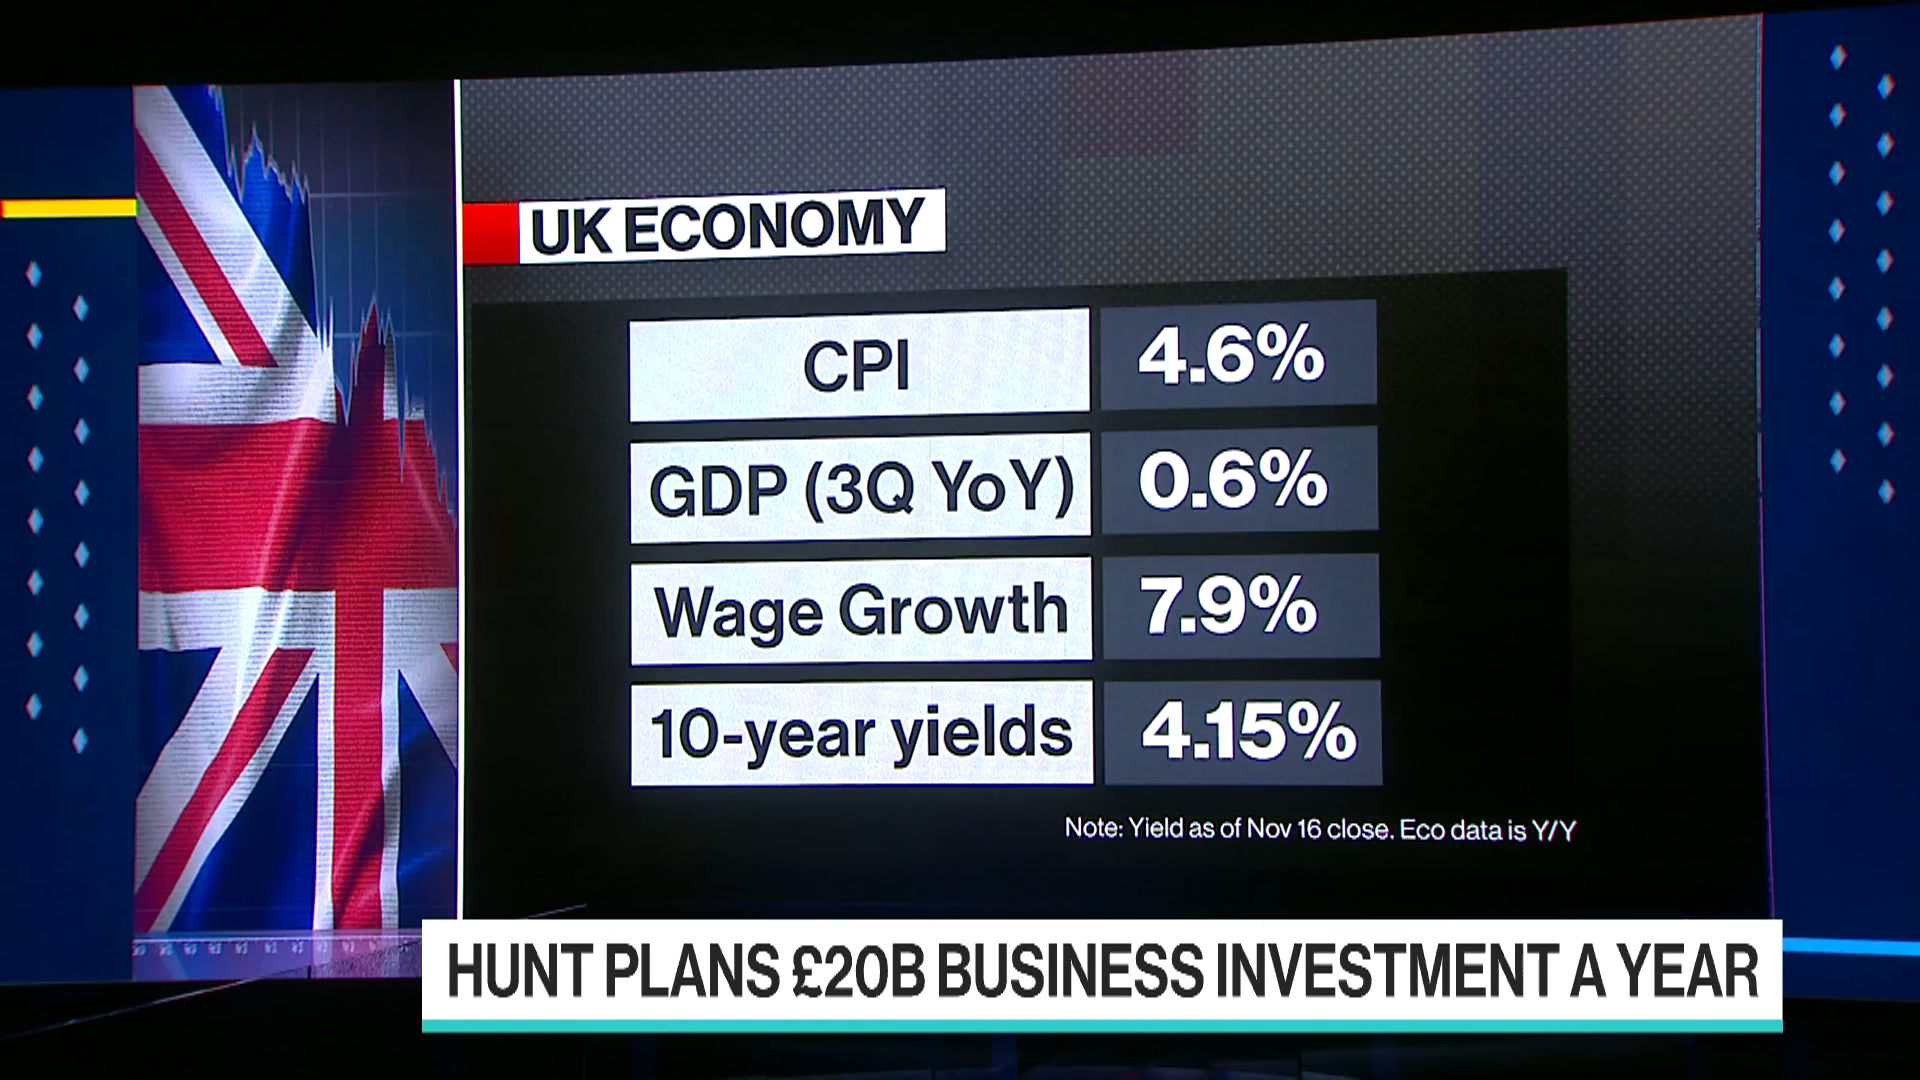 UK ECONOMY
CPI 4.6%
GDP (3Q YoY) 0.6%
Wage Growth 7.9%
10-year yields 4.15%
Note: Yield as of Nov 16 close. Eco data is Y/Y
HUNT PLANS £20B BUSINESS INVESTMENT A YEAR